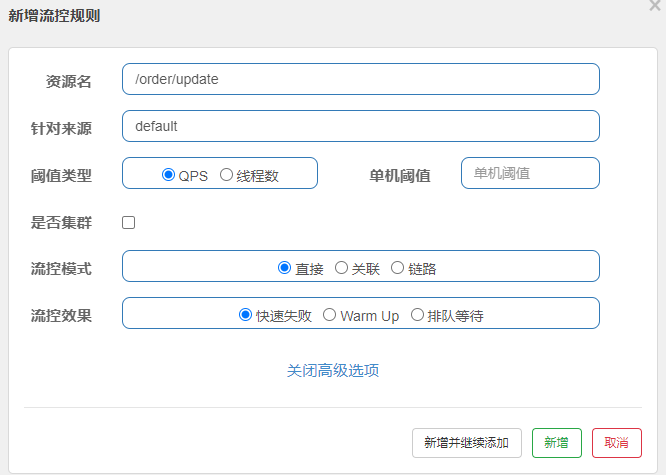 新增流控规则
资源名 /order/update
针对来源 default
阈值类型 QPS 线程数 单机阈值 单机阈值
是否集群
流控模式 直接 关联 链路
流控效果 快速失败 Warm Up 排队等待
关闭高级选项
新增并继续添加 新增 取消